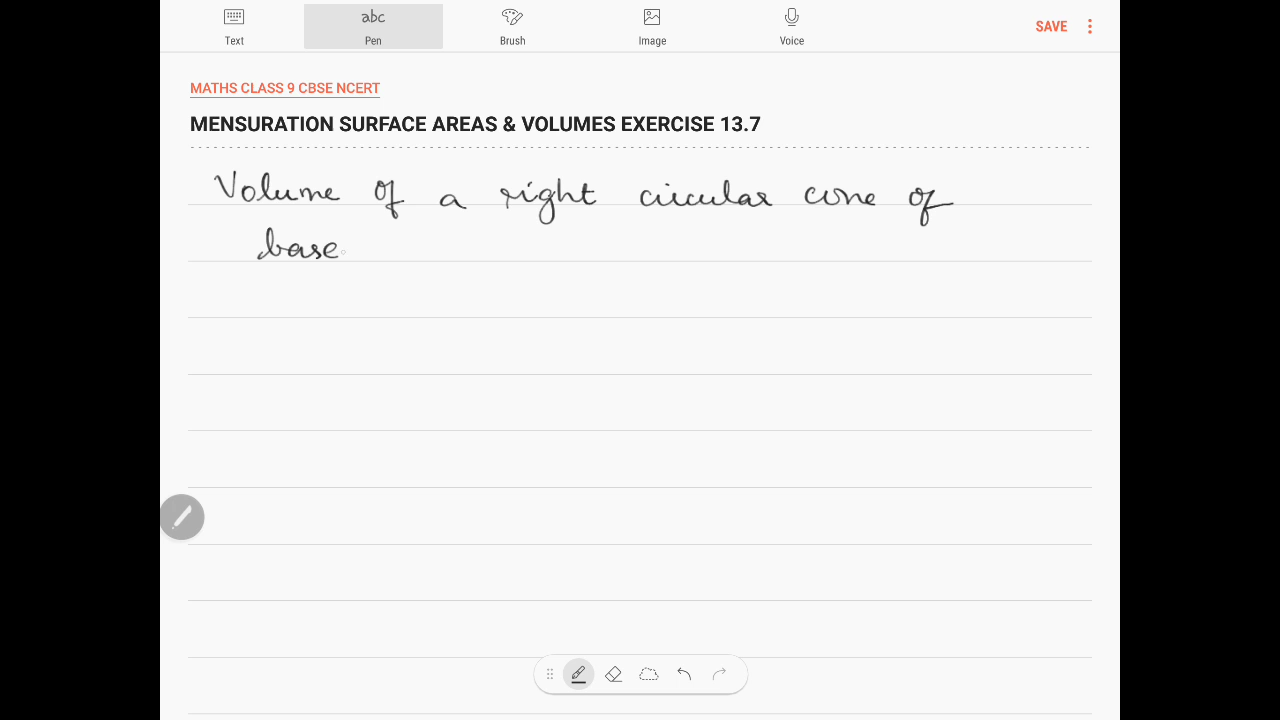 Text
abc
Pen
Brush
Image
Voice
SAVE
MATHS CLASS 9 CBSE NCERT
MENSURATION SURFACE AREAS & VOLUMES EXERCISE 13.7
Volume of a right circular cone of
base